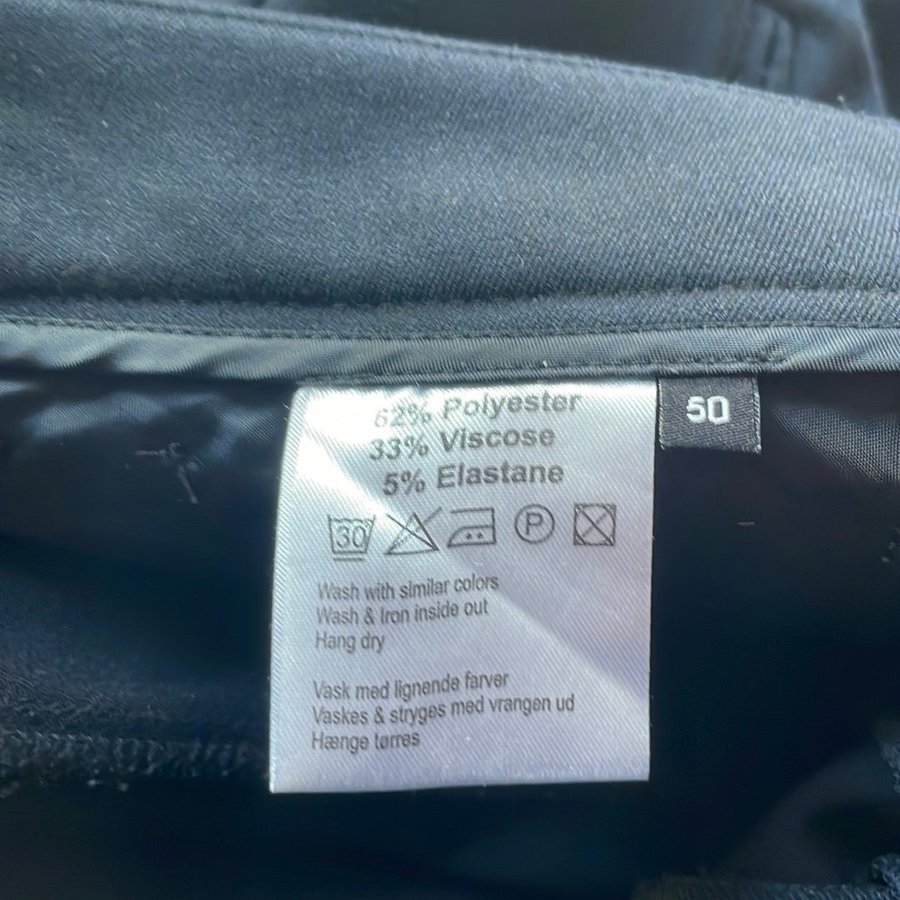 62% Polyester
33% Viscose
5% Elastane
50
30 P
Wash with similar colors
Wash & Iron inside out
Hang dry
Vask med lignende farver
Vaskes & stryges med vrangen ud
Hænge tørres